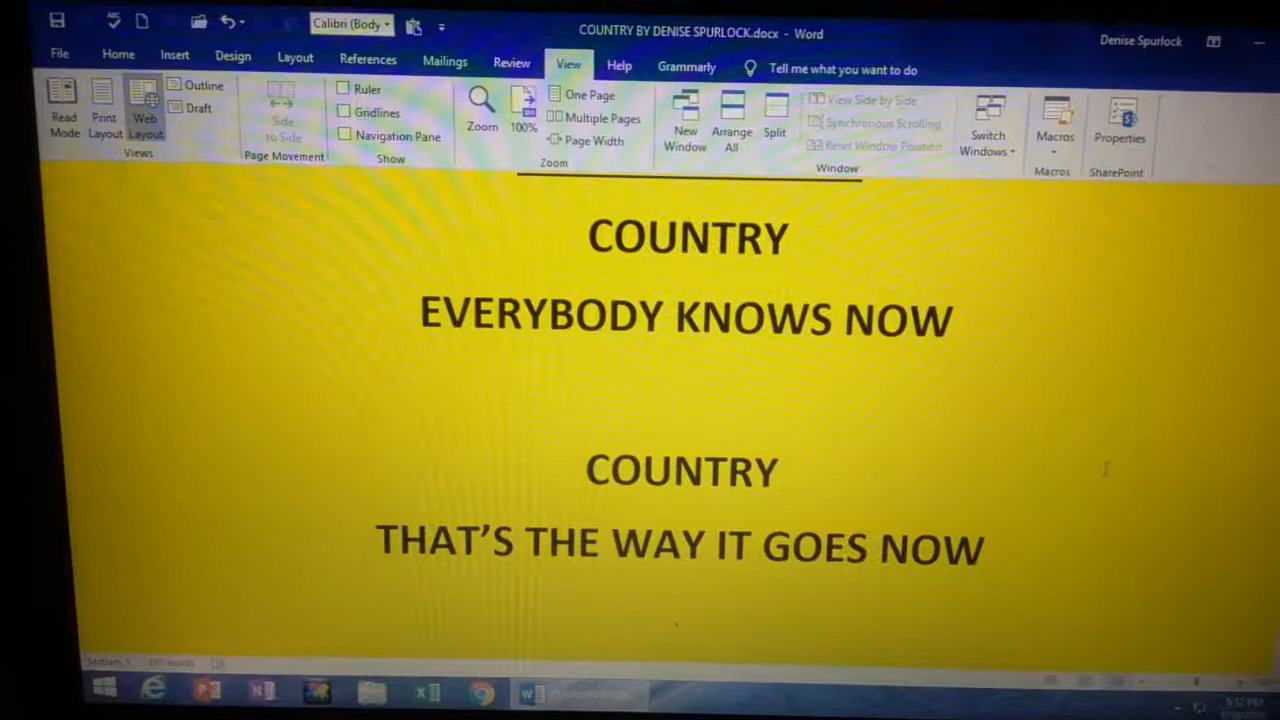 COUNTRY BY DENISE SPURLOCK.docx - Word
Calibri (Body
Denise Spurlock
File Home Insert Design Layout References Mailings Review View Help Grammarly Tell me what you want to do
Read Mode
Print Layout
Web Layout
Outline
Draft
Views
Side to Side
Page Movement
Ruler
Gridlines
Navigation Pane
Show
Zoom
100%
One Page
Multiple Pages
Page Width
Zoom
New Window
Arrange All
Split
View Side by Side
Synchronous Scrolling
Reset Window Position
Window
Switch Windows
Macros
Macros
Properties
SharePoint
COUNTRY
EVERYBODY KNOWS NOW
COUNTRY
THAT'S THE WAY IT GOES NOW